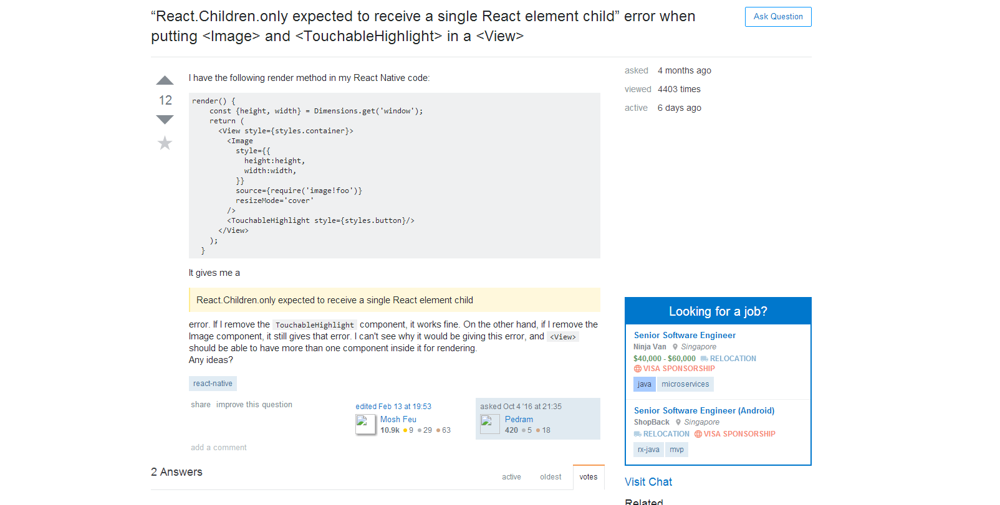 “React.Children.only expected to receive a single React element child” error when
putting <Image> and <TouchableHighlight> in a <View>
Ask Question
12
I have the following render method in my React Native code:
render() {
    const {height, width} = Dimensions.get('window');
    return (
      <View style={styles.container}>
        <Image
          style={{
            height:height,
            width:width,
          }}
          source={require('image!foo')}
          resizeMode='cover'
        />
        <TouchableHighlight style={styles.button}/>
      </View>
    );
  }
It gives me a
React.Children.only expected to receive a single React element child
error. If I remove the TouchableHighlight component, it works fine. On the other hand, if I remove the
Image component, it still gives that error. I can't see why it would be giving this error, and <View>
should be able to have more than one component inside it for rendering.
Any ideas?
react-native
share improve this question
edited Feb 13 at 19:53
Mosh Feu
10.9k 9 29 63
asked Oct 4 '16 at 21:35
Pedram
420 5 18
add a comment
2 Answers
active oldest votes
asked 4 months ago
viewed 4403 times
active 6 days ago
Looking for a job?
Senior Software Engineer
Ninja Van Singapore
$40,000 - $60,000 RELOCATION
VISA SPONSORSHIP
java microservices
Senior Software Engineer (Android)
ShopBack Singapore
RELOCATION VISA SPONSORSHIP
rx-java mvp
Visit Chat
Related